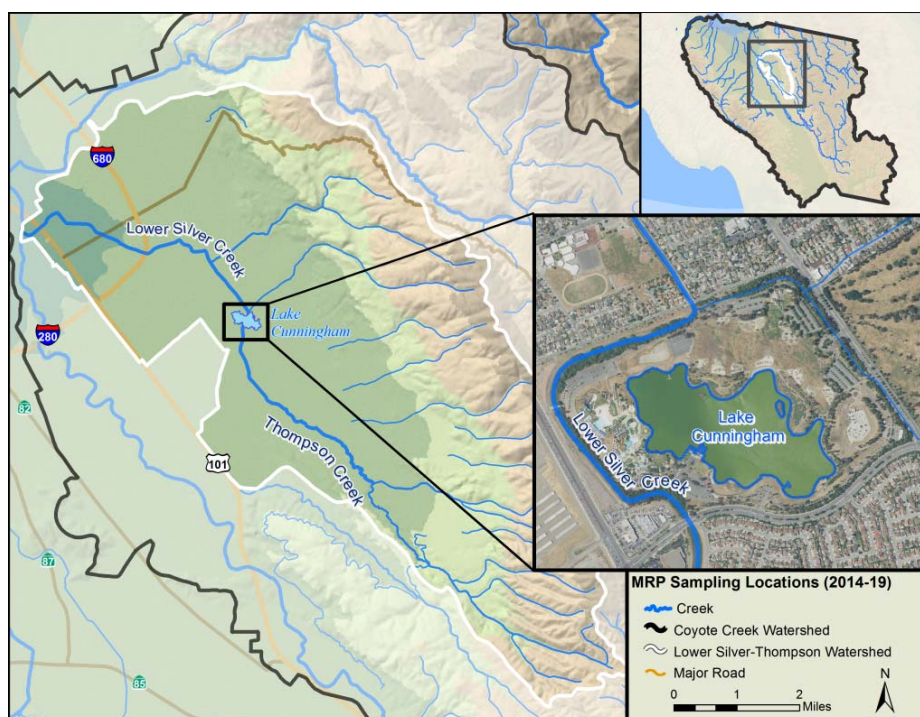 680
Lower Silver Creek
Lake
Cunningham
280
82
Thompson Creek
101
87
85
Lake
Cunningham
Lower Silver Creek
MRP Sampling Locations (2014-19)
Creek
Coyote Creek Watershed
Lower Silver-Thompson Watershed
Major Road
0 1 2
Miles
N